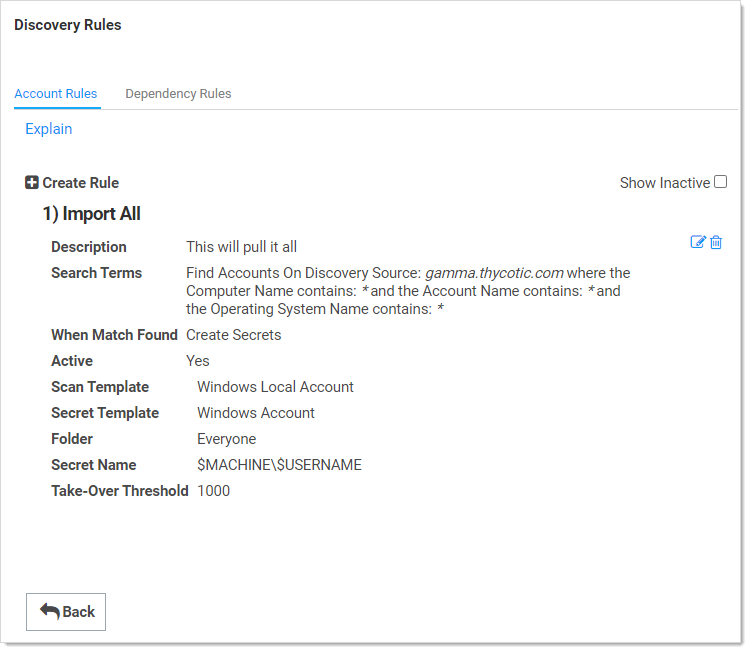 Discovery Rules
Account Rules Dependency Rules
Explain
Create Rule Show Inactive
1) Import All
Description This will pull it all
Search Terms Find Accounts On Discovery Source: gamma.thycotic.com where the
Computer Name contains: * and the Account Name contains: * and
the Operating System Name contains: *
When Match Found Create Secrets
Active Yes
Scan Template Windows Local Account
Secret Template Windows Account
Folder Everyone
Secret Name $MACHINE\$USERNAME
Take-Over Threshold 1000
Back